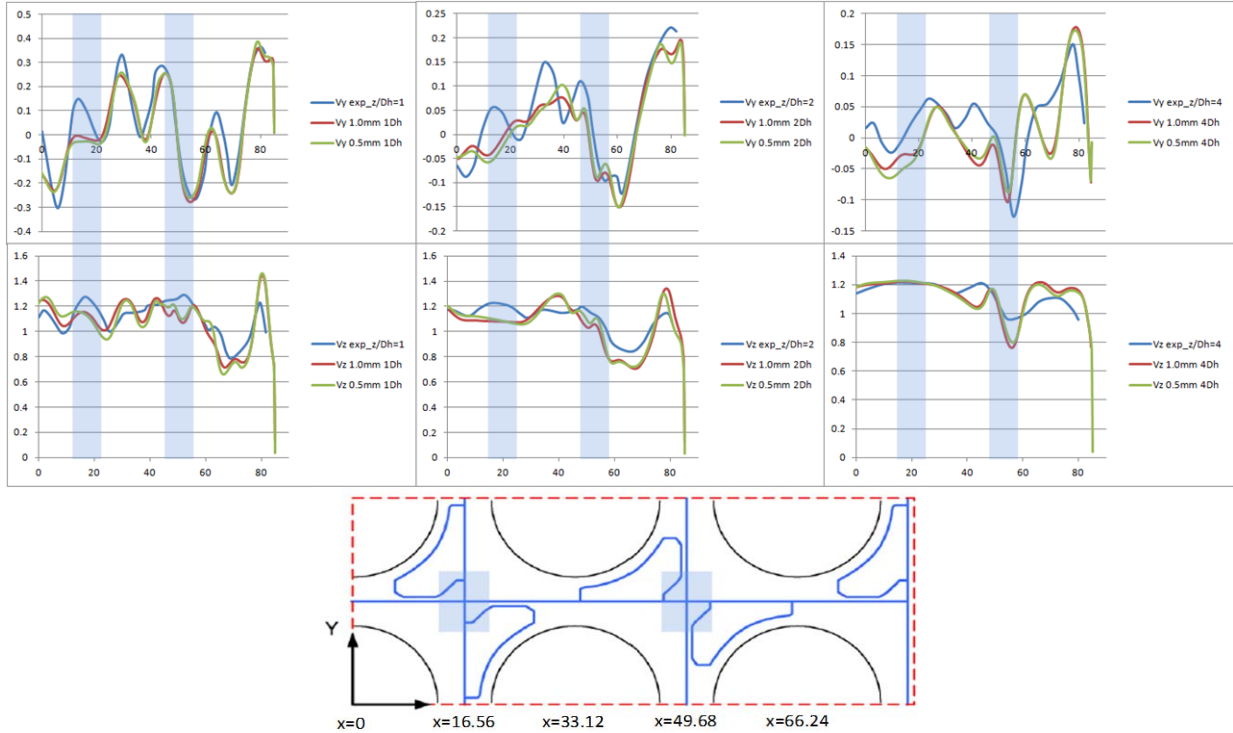 0.5
0.4
0.3
0.2
0.1
0
-0.1
-0.2
-0.3
-0.4
0 20 40 60 80
Vy exp_z/Dh=1
Vy 1.0mm 1Dh
Vy 0.5mm 1Dh
0.25
0.2
0.15
0.1
0.05
0
-0.05
-0.1
-0.15
-0.2
0 20 40 60 80
Vy exp_z/Dh=2
Vy 1.0mm 2Dh
Vy 0.5mm 2Dh
0.2
0.15
0.1
0.05
0
-0.05
-0.1
-0.15
0 20 40 60 80
Vy exp_z/Dh=4
Vy 1.0mm 4Dh
Vy 0.5mm 4Dh
1.6
1.4
1.2
1
0.8
0.6
0.4
0.2
0
0 20 40 60 80
Vz exp_z/Dh=1
Vz 1.0mm 1Dh
Vz 0.5mm 1Dh
1.6
1.4
1.2
1
0.8
0.6
0.4
0.2
0
0 20 40 60 80
Vz exp_z/Dh=2
Vz 1.0mm 2Dh
Vz 0.5mm 2Dh
1.4
1.2
1
0.8
0.6
0.4
0.2
0
0 20 40 60 80
Vz exp_z/Dh=4
Vz 1.0mm 4Dh
Vz 0.5mm 4Dh
Y
x=0 x=16.56 x=33.12 x=49.68 x=66.24